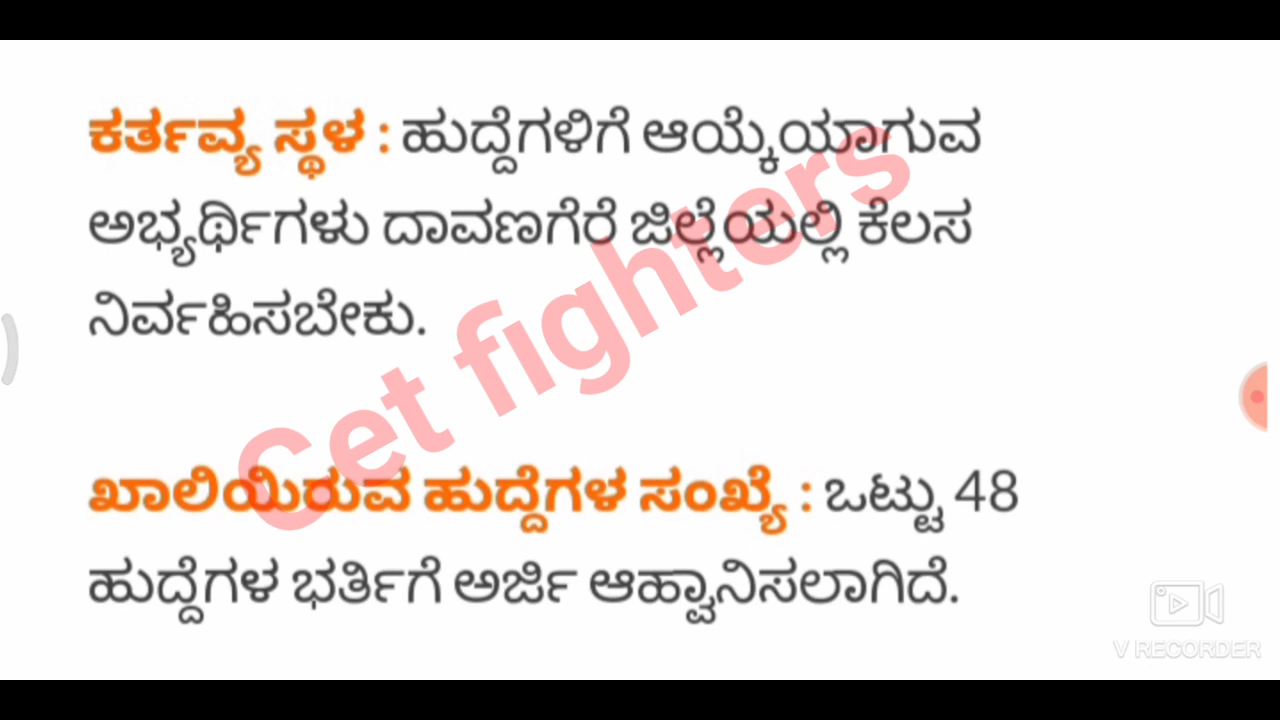 ಕರ್ತವ್ಯ ಸ್ಥಳ : ಹುದ್ದೆಗಳಿಗೆ ಆಯ್ಕೆಯಾಗುವ
ಅಭ್ಯರ್ಥಿಗಳು ದಾವಣಗೆರೆ ಜಿಲ್ಲೆಯಲ್ಲಿ ಕೆಲಸ
ನಿರ್ವಹಿಸಬೇಕು.
Cet fighters
ಖಾಲಿಯಿರುವ ಹುದ್ದೆಗಳ ಸಂಖ್ಯೆ : ಒಟ್ಟು 48
ಹುದ್ದೆಗಳ ಭರ್ತಿಗೆ ಅರ್ಜಿ ಆಹ್ವಾನಿಸಲಾಗಿದೆ.
V RECORDER